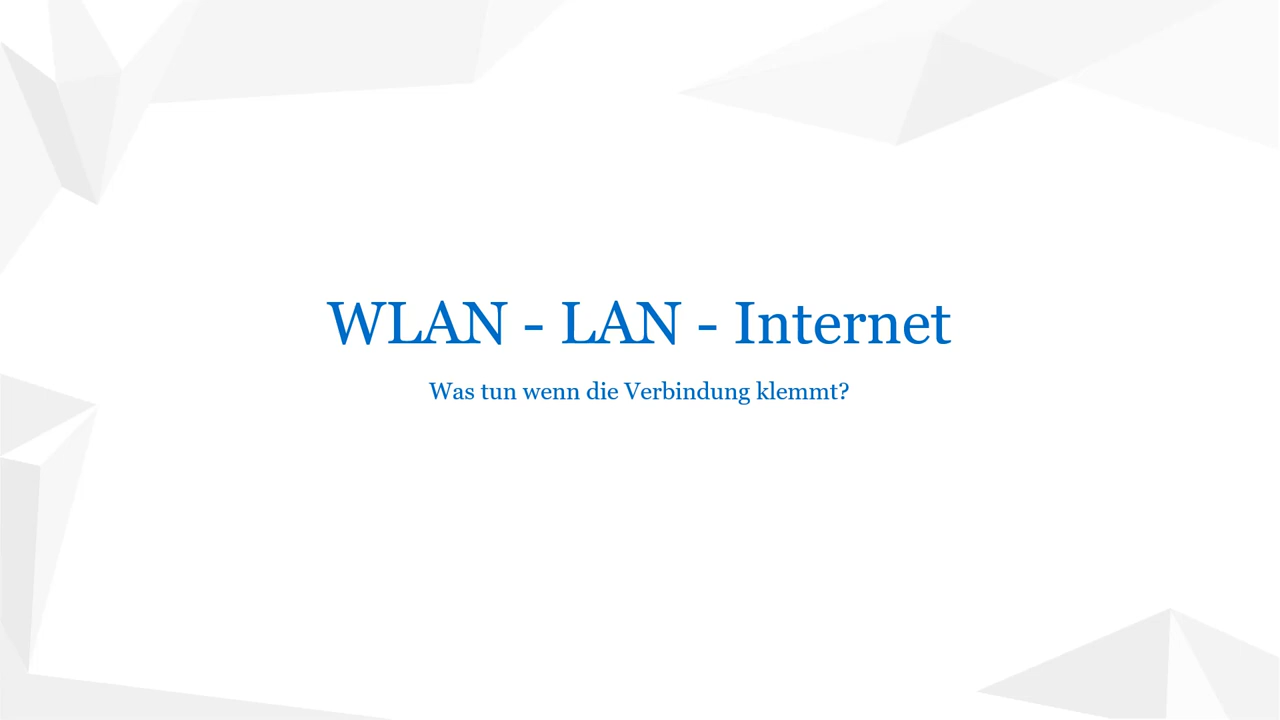 WLAN - LAN - Internet
Was tun wenn die Verbindung klemmt?